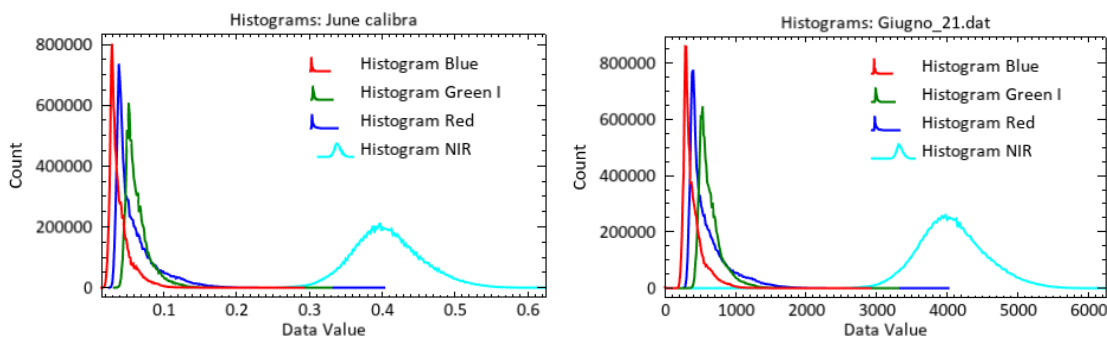 Histograms: June calibra
800000
600000
400000
200000
0
Count
Histogram Blue
Histogram Green I
Histogram Red
Histogram NIR
0.1 0.2 0.3 0.4 0.5 0.6
Data Value
Histograms: Giugno_21.dat
800000
600000
400000
200000
0
Count
Histogram Blue
Histogram Green I
Histogram Red
Histogram NIR
0 1000 2000 3000 4000 5000 6000
Data Value